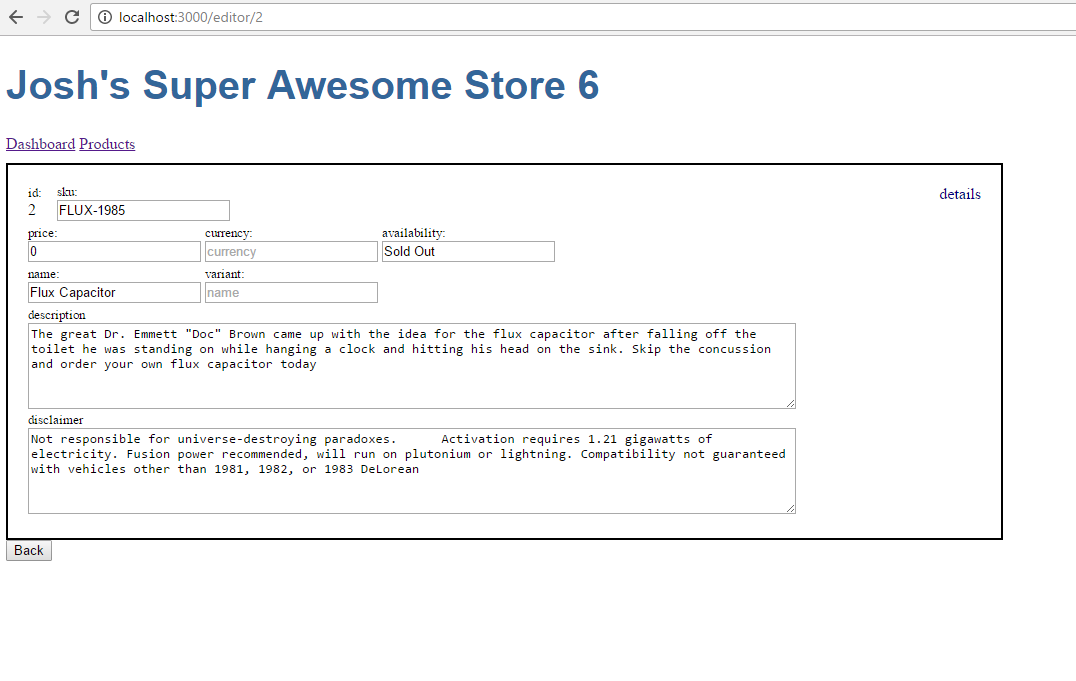 localhost:3000/editor/2
Josh's Super Awesome Store 6
Dashboard Products
id: sku: details
2 FLUX-1985
price: currency: availability:
0 currency Sold Out
name: variant:
Flux Capacitor name
description
The great Dr. Emmett "Doc" Brown came up with the idea for the flux capacitor after falling off the
toilet he was standing on while hanging a clock and hitting his head on the sink. Skip the concussion
and order your own flux capacitor today
disclaimer
Not responsible for universe-destroying paradoxes.      Activation requires 1.21 gigawatts of
electricity. Fusion power recommended, will run on plutonium or lightning. Compatibility not guaranteed
with vehicles other than 1981, 1982, or 1983 DeLorean
Back